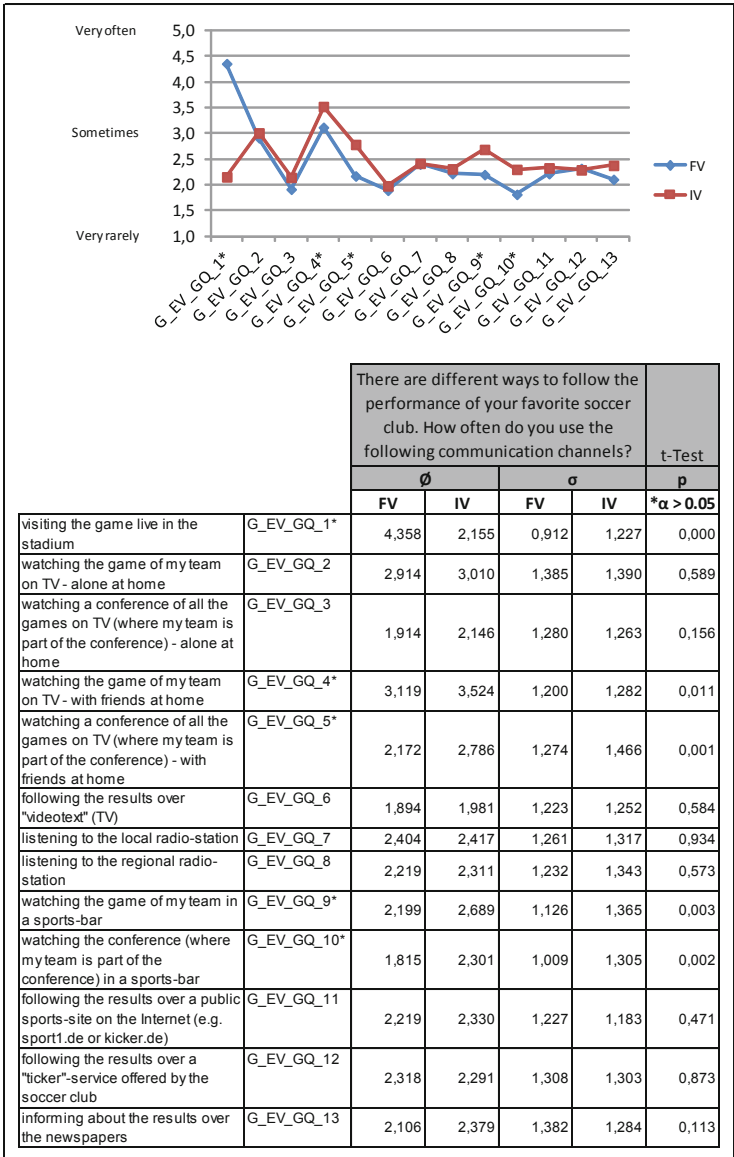 Very often 5,0
4,5
4,0
3,5
Sometimes 3,0
2,5
2,0
1,5
Very rarely 1,0
FV
IV
G_EV_GQ_1* G_EV_GQ_2 G_EV_GQ_3 G_EV_GQ_4* G_EV_GQ_5* G_EV_GQ_6 G_EV_GQ_7 G_EV_GQ_8 G_EV_GQ_9* G_EV_GQ_10* G_EV_GQ_11 G_EV_GQ_12 G_EV_GQ_13
There are different ways to follow the
performance of your favorite soccer
club. How often do you use the
following communication channels? t-Test
Ø σ p
FV IV FV IV *α > 0.05
visiting the game live in the G_EV_GQ_1* 4,358 2,155 0,912 1,227 0,000
stadium
watching the game of my team G_EV_GQ_2 2,914 3,010 1,385 1,390 0,589
on TV - alone at home
watching a conference of all the G_EV_GQ_3 1,914 2,146 1,280 1,263 0,156
games on TV (where my team is
part of the conference) - alone at
home
watching the game of my team G_EV_GQ_4* 3,119 3,524 1,200 1,282 0,011
on TV - with friends at home
watching a conference of all the G_EV_GQ_5* 2,172 2,786 1,274 1,466 0,001
games on TV (where my team is
part of the conference) - with
friends at home
following the results over G_EV_GQ_6 1,894 1,981 1,223 1,252 0,584
"videotext" (TV)
listening to the local radio-station G_EV_GQ_7 2,404 2,417 1,261 1,317 0,934
listening to the regional radio- G_EV_GQ_8 2,219 2,311 1,232 1,343 0,573
station
watching the game of my team in G_EV_GQ_9* 2,199 2,689 1,126 1,365 0,003
a sports-bar
watching the conference (where G_EV_GQ_10* 1,815 2,301 1,009 1,305 0,002
my team is part of the
conference) in a sports-bar
following the results over a public G_EV_GQ_11 2,219 2,330 1,227 1,183 0,471
sports-site on the Internet (e.g.
sport1.de or kicker.de)
following the results over a G_EV_GQ_12 2,318 2,291 1,308 1,303 0,873
"ticker"-service offered by the
soccer club
informing about the results over G_EV_GQ_13 2,106 2,379 1,382 1,284 0,113
the newspapers